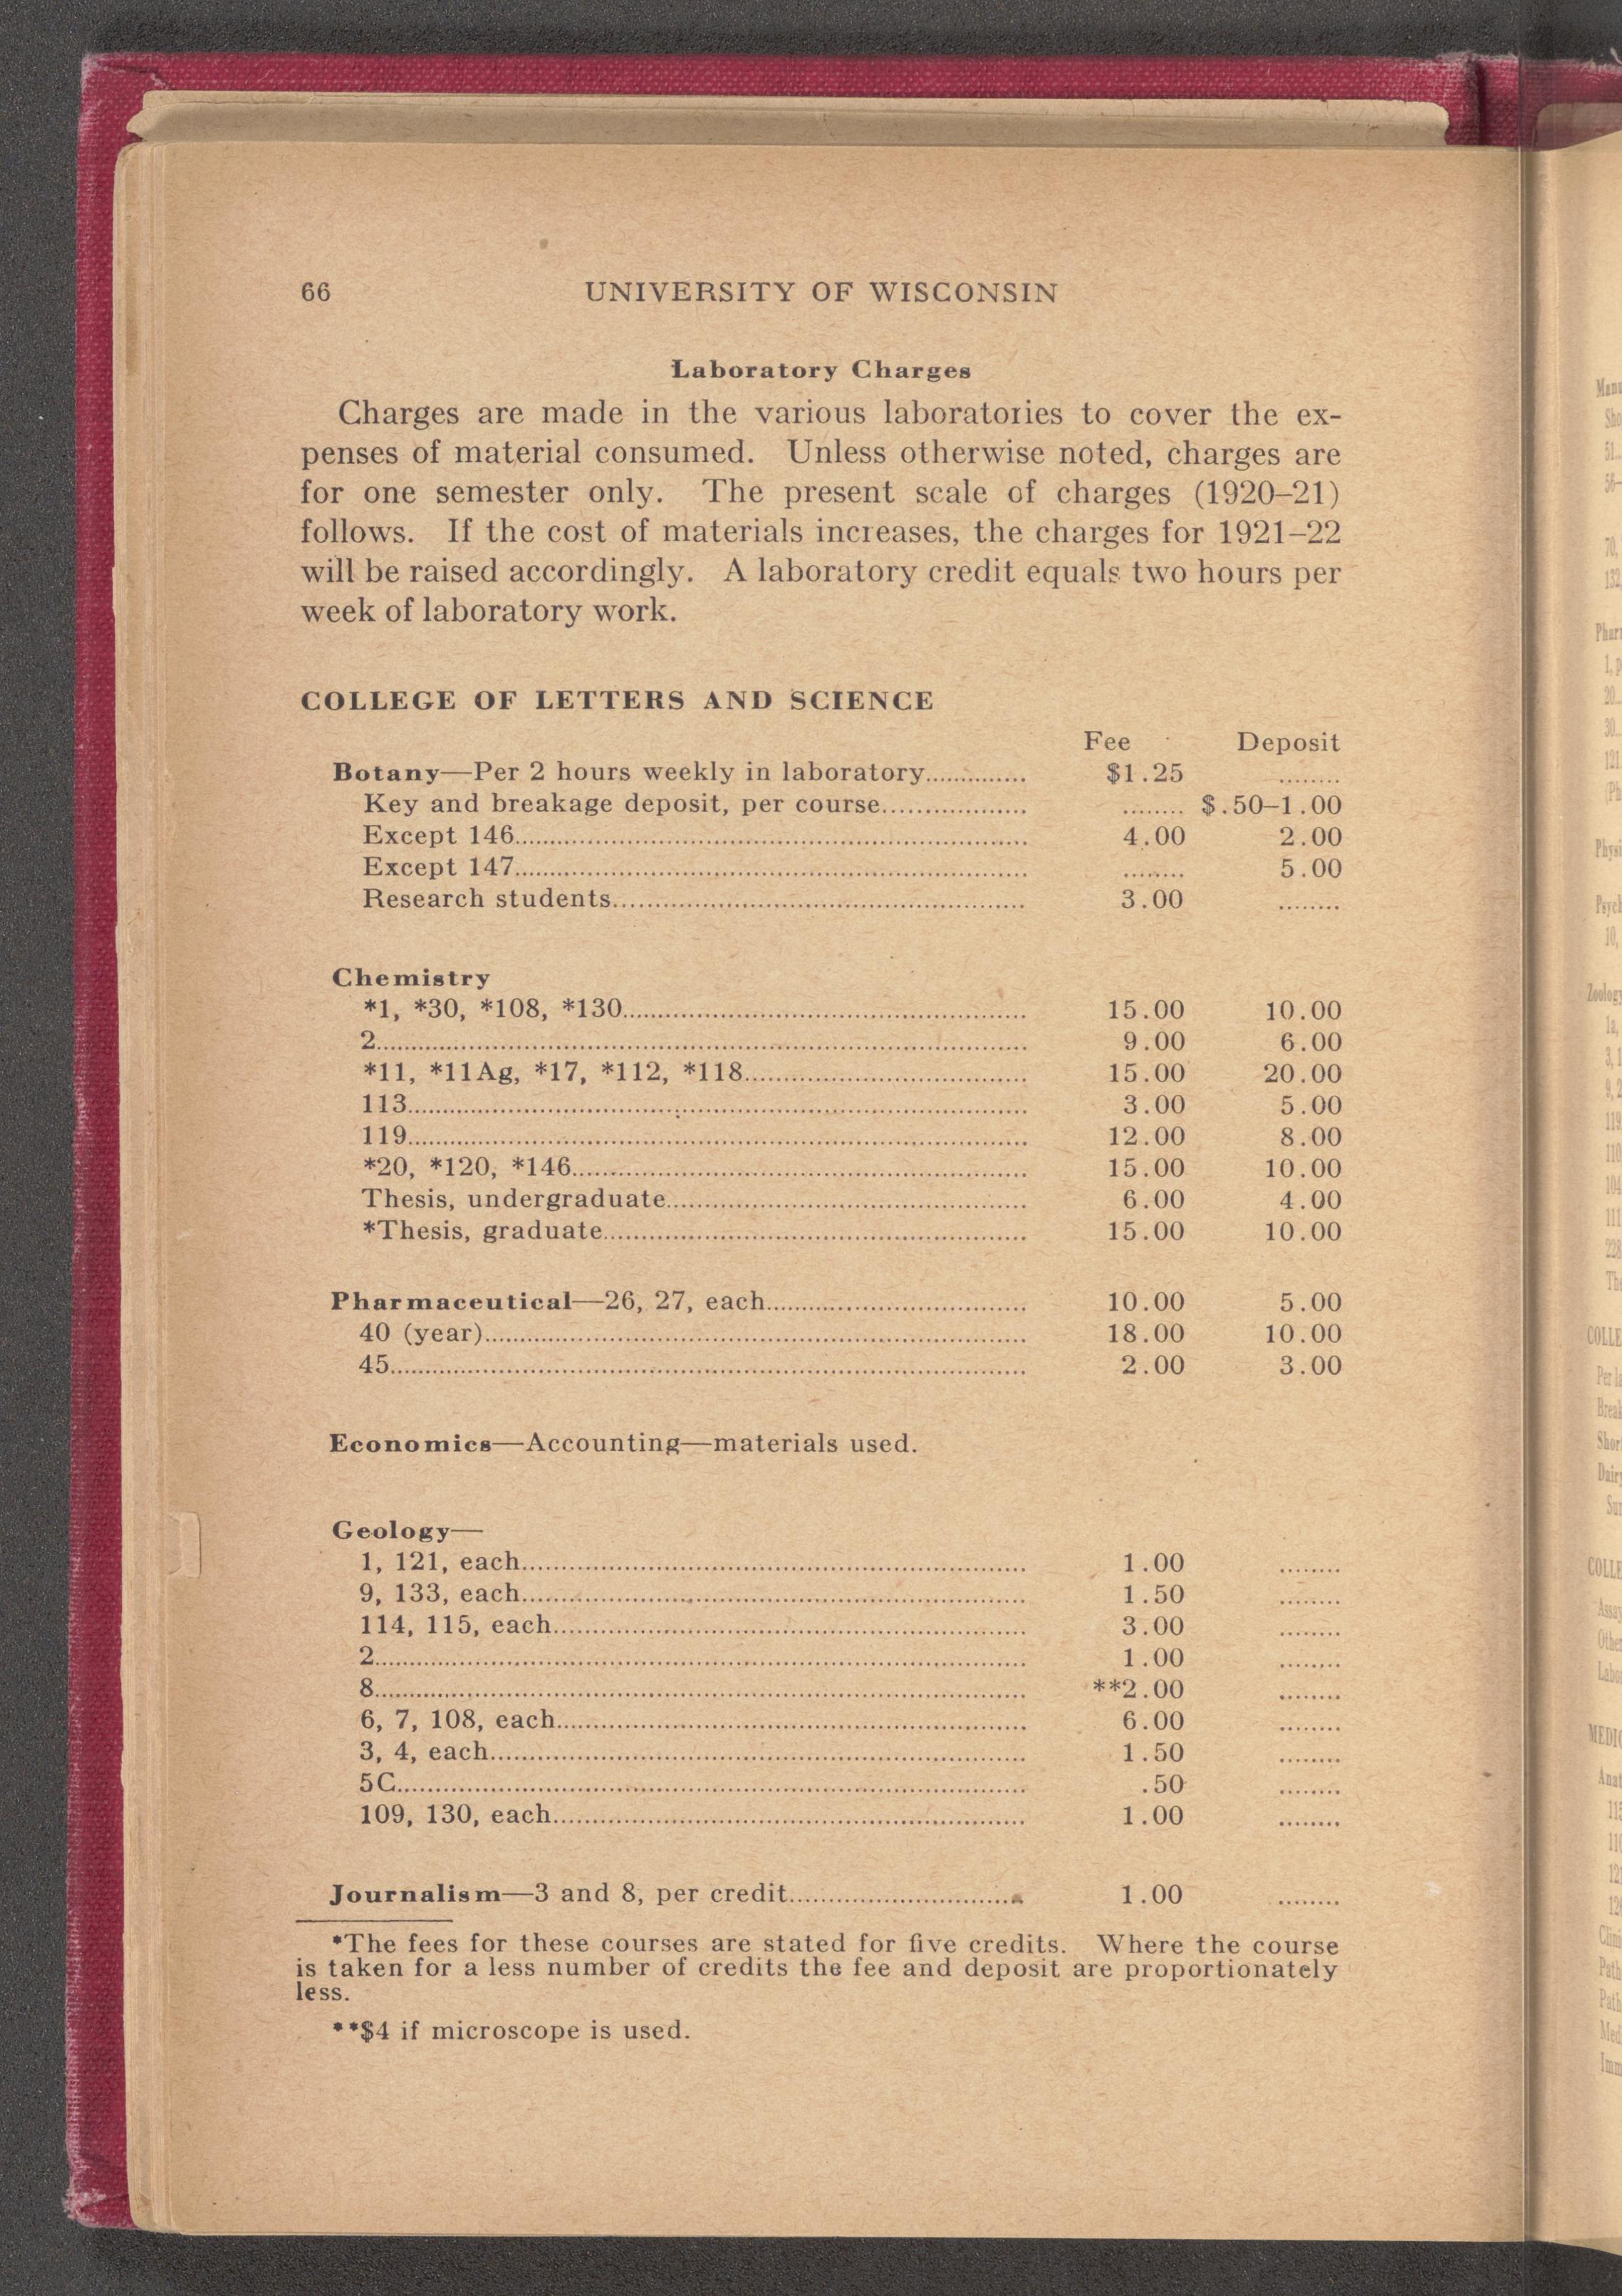 66 UNIVERSITY OF WISCONSIN
Laboratory Charges
Charges are made in the various laboratories to cover the ex-
penses of material consumed. Unless otherwise noted, charges are
for one semester only. The present scale of charges (1920–21)
follows. If the cost of materials increases, the charges for 1921–22
will be raised accordingly. A laboratory credit equals two hours per
week of laboratory work.
COLLEGE OF LETTERS AND SCIENCE
Fee Deposit
Botany—Per 2 hours weekly in laboratory.............. $1.25 ........
Key and breakage deposit, per course................... ........ $.50–1.00
Except 146.................................................................. 4.00 2.00
Except 147.................................................................. ........ 5.00
Research students..................................................... 3.00 ........
Chemistry
*1, *30, *108, *130.................................................... 15.00 10.00
2.................................................................................... 9.00 6.00
*11, *11Ag, *17, *112, *118.................................... 15.00 20.00
113................................................................................ 3.00 5.00
119................................................................................ 12.00 8.00
*20, *120, *146........................................................... 15.00 10.00
Thesis, undergraduate............................................... 6.00 4.00
*Thesis, graduate...................................................... 15.00 10.00
Pharmaceutical—26, 27, each.................................. 10.00 5.00
40 (year)...................................................................... 18.00 10.00
45.................................................................................. 2.00 3.00
Economics—Accounting—materials used.
Geology—
1, 121, each................................................................. 1.00 ........
9, 133, each................................................................. 1.50 ........
114, 115, each............................................................. 3.00 ........
2.................................................................................... 1.00 ........
8.................................................................................... **2.00 ........
6, 7, 108, each............................................................. 6.00 ........
3, 4, each..................................................................... 1.50 ........
5C................................................................................. .50 ........
109, 130, each............................................................. 1.00 ........
Journalism—3 and 8, per credit.............................. 1.00 ........
*The fees for these courses are stated for five credits. Where the course
is taken for a less number of credits the fee and deposit are proportionately
less.
**$4 if microscope is used.